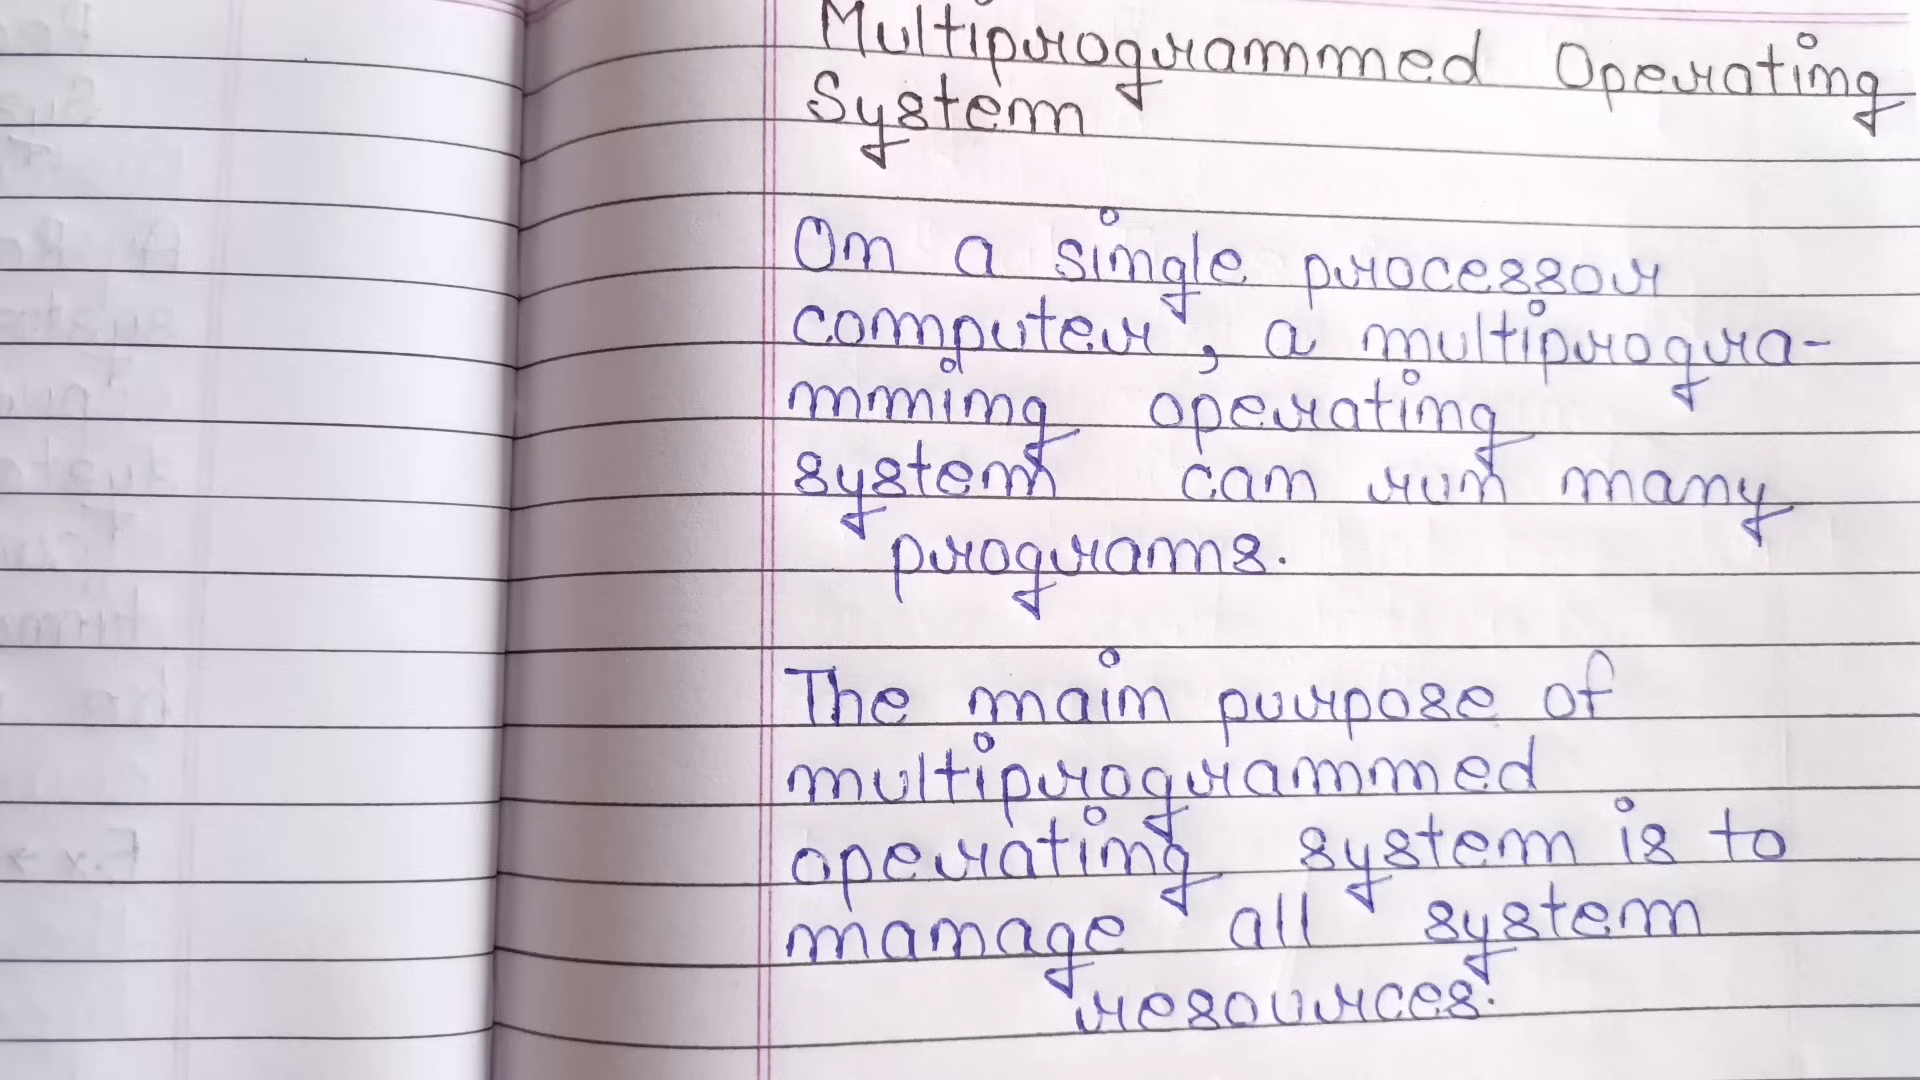 Multiprogrammed Operating
System
On a single processor
computer, a multiprogra-
mming operating
system can run many
programs.
The main purpose of
multiprogrammed
operating system is to
manage all system
resources.